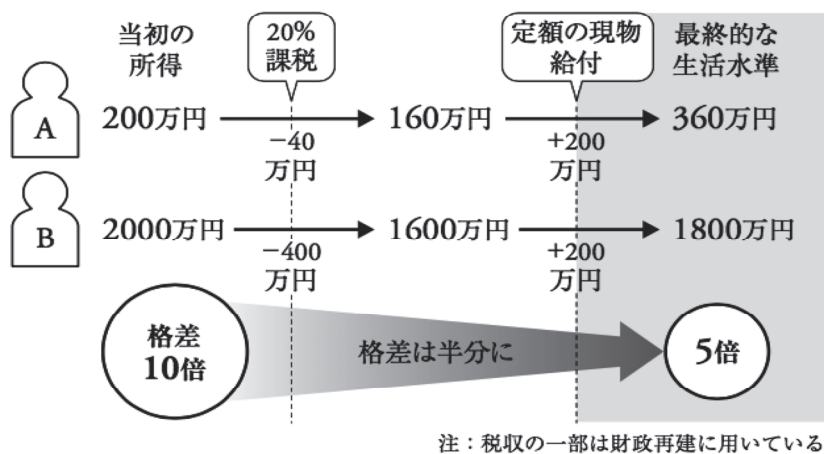 当初の
所得
20%
課税
定額の現物
給付
最終的な
生活水準
A
200万円
−40
万円
160万円
+200
万円
360万円
B
2000万円
−400
万円
1600万円
+200
万円
1800万円
格差
10倍
格差は半分に
5倍
注：税収の一部は財政再建に用いている